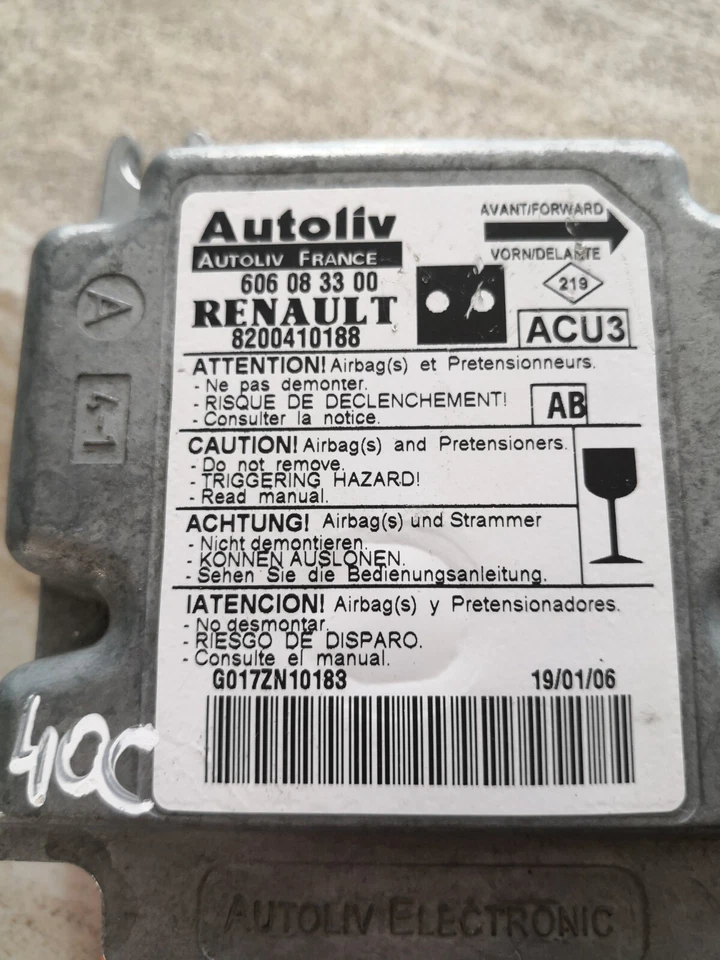 Autoliv
AUTOLIV FRANCE
606 08 33 00
RENAULT
8200410188
AVANT/FORWARD
VORN/DELANTE
219
ACU3
ATTENTION! Airbag(s) et Pretensionneurs.
- Ne pas demonter.
- RISQUE DE DECLENCHEMENT!
- Consulter la notice.
AB
CAUTION! Airbag(s) and Pretensioners.
- Do not remove.
- TRIGGERING HAZARD!
- Read manual.
ACHTUNG! Airbag(s) und Strammer
- Nicht demontieren.
- KONNEN AUSLONEN.
- Sehen Sie die Bedienungsanleitung.
!ATENCION! Airbag(s) y Pretensionadores.
- No desmontar.
- RIESGO DE DISPARO.
- Consulte el manual.
G017ZN10183 19/01/06
A
4-1
40C
AUTOLIV ELECTRONIC